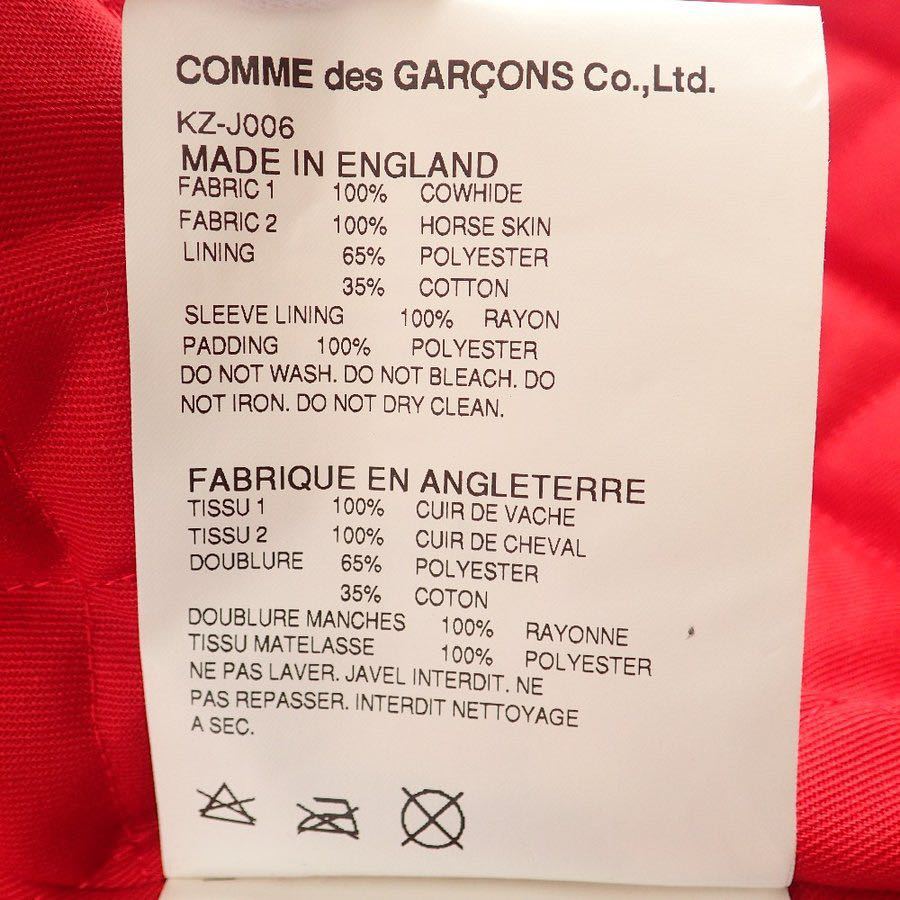 COMME des GARÇONS Co.,Ltd.
KZ-J006
MADE IN ENGLAND
FABRIC 1 100% COWHIDE
FABRIC 2 100% HORSE SKIN
LINING 65% POLYESTER
35% COTTON
SLEEVE LINING 100% RAYON
PADDING 100% POLYESTER
DO NOT WASH. DO NOT BLEACH. DO
NOT IRON. DO NOT DRY CLEAN.
FABRIQUE EN ANGLETERRE
TISSU 1 100% CUIR DE VACHE
TISSU 2 100% CUIR DE CHEVAL
DOUBLURE 65% POLYESTER
35% COTON
DOUBLURE MANCHES 100% RAYONNE
TISSU MATELASSE 100% POLYESTER
NE PAS LAVER. JAVEL INTERDIT. NE
PAS REPASSER. INTERDIT NETTOYAGE
A SEC.